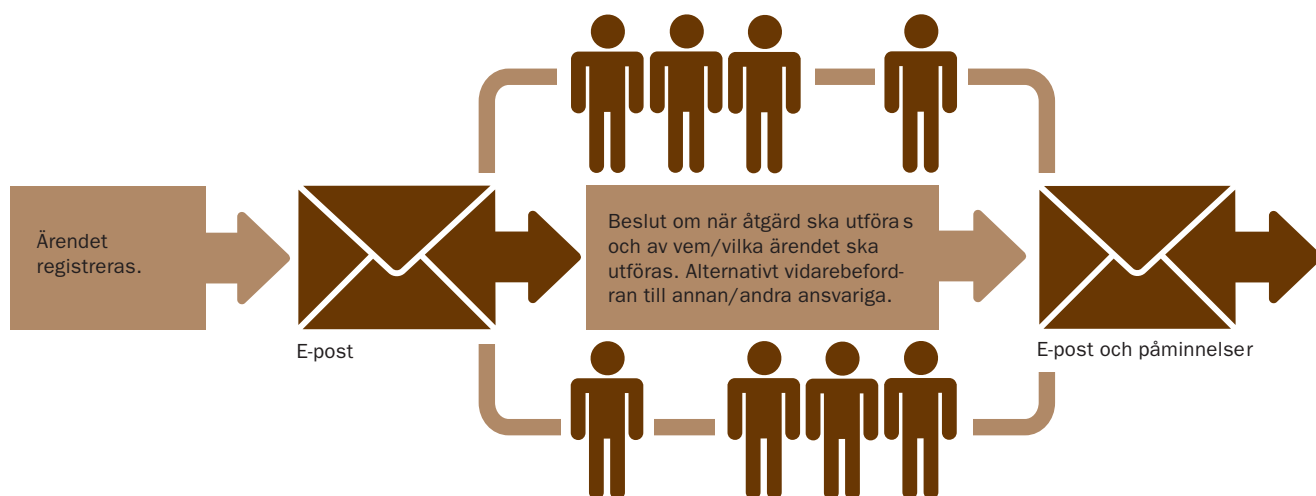 Ärendet
registreras.
E-post
Beslut om när åtgärd ska utföras
och av vem/vilka ärendet ska
utföras. Alternativt vidarebeford-
ran till annan/andra ansvariga.
E-post och påminnelser